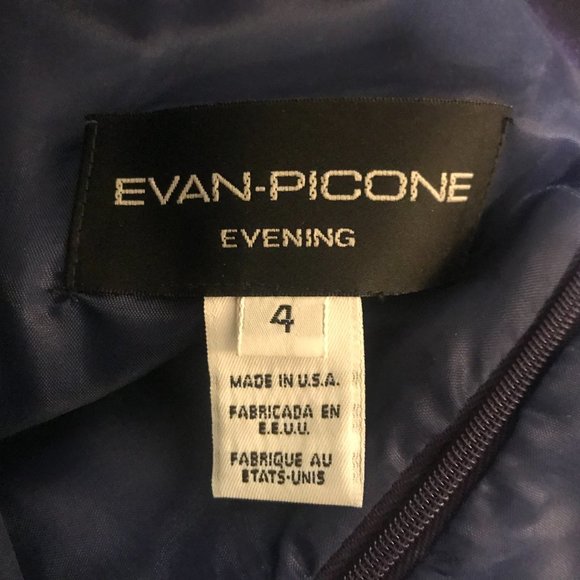 EVAN-PICONE
EVENING
4
MADE IN U.S.A.
FABRICADA EN
E.E.U.U.
FABRIQUE AU
ETATS-UNIS